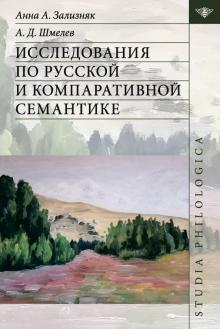 Анна А. Зализняк
А. Д. Шмелев
ИССЛЕДОВАНИЯ
ПО РУССКОЙ
И КОМПАРАТИВНОЙ
СЕМАНТИКЕ
STUDIA PHILOLOGICA